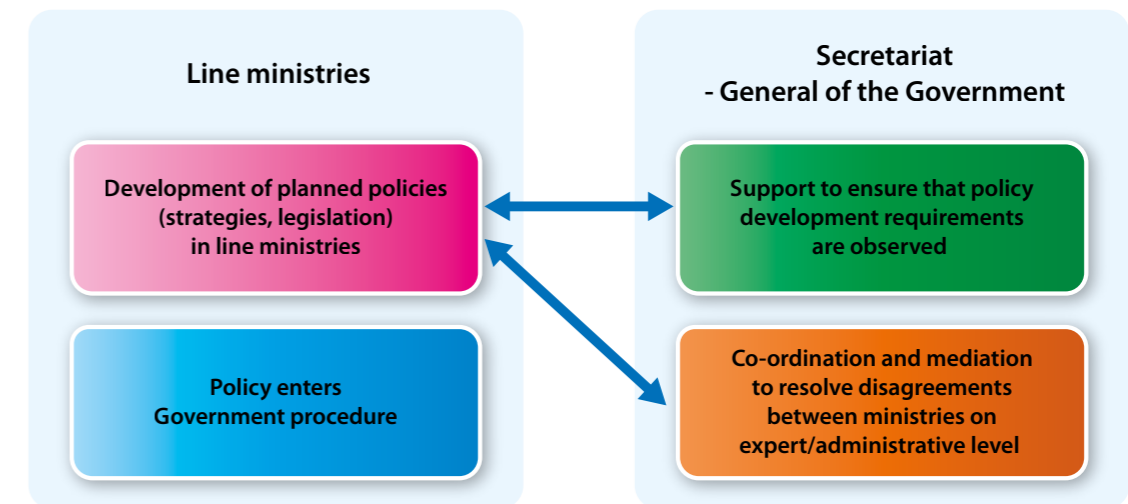 Line ministries
Development of planned policies
(strategies, legislation)
in line ministries
Policy enters
Government procedure
Secretariat
- General of the Government
Support to ensure that policy
development requirements
are observed
Co-ordination and mediation
to resolve disagreements
between ministries on
expert/administrative level